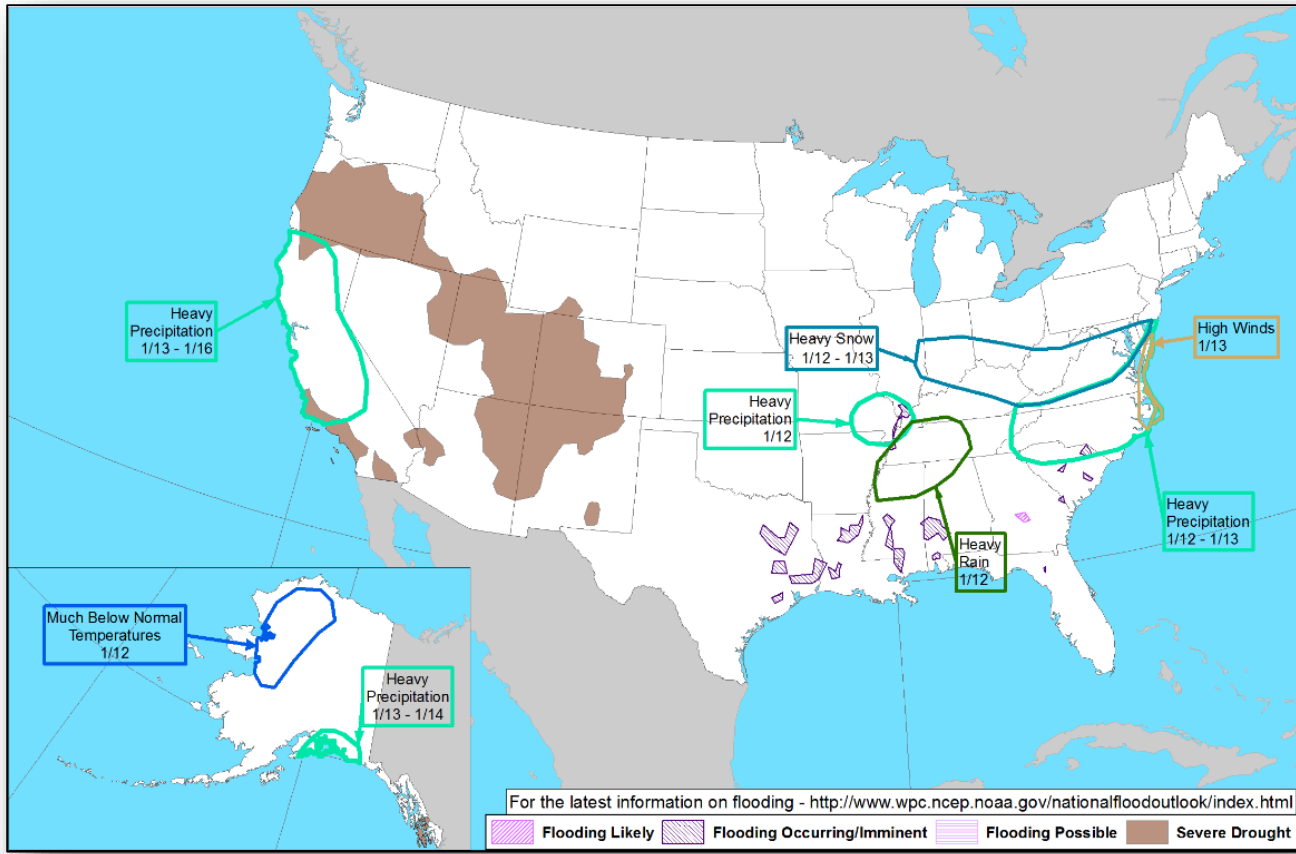 Heavy
Precipitation
1/13 - 1/16
Heavy Snow
1/12 - 1/13
High Winds
1/13
Heavy
Precipitation
1/12
Heavy
Precipitation
1/12 - 1/13
Heavy
Rain
1/12
Much Below Normal
Temperatures
1/12
Heavy
Precipitation
1/13 - 1/14
For the latest information on flooding - http://www.wpc.ncep.noaa.gov/nationalfloodoutlook/index.html
Flooding Likely
Flooding Occurring/Imminent
Flooding Possible
Severe Drought